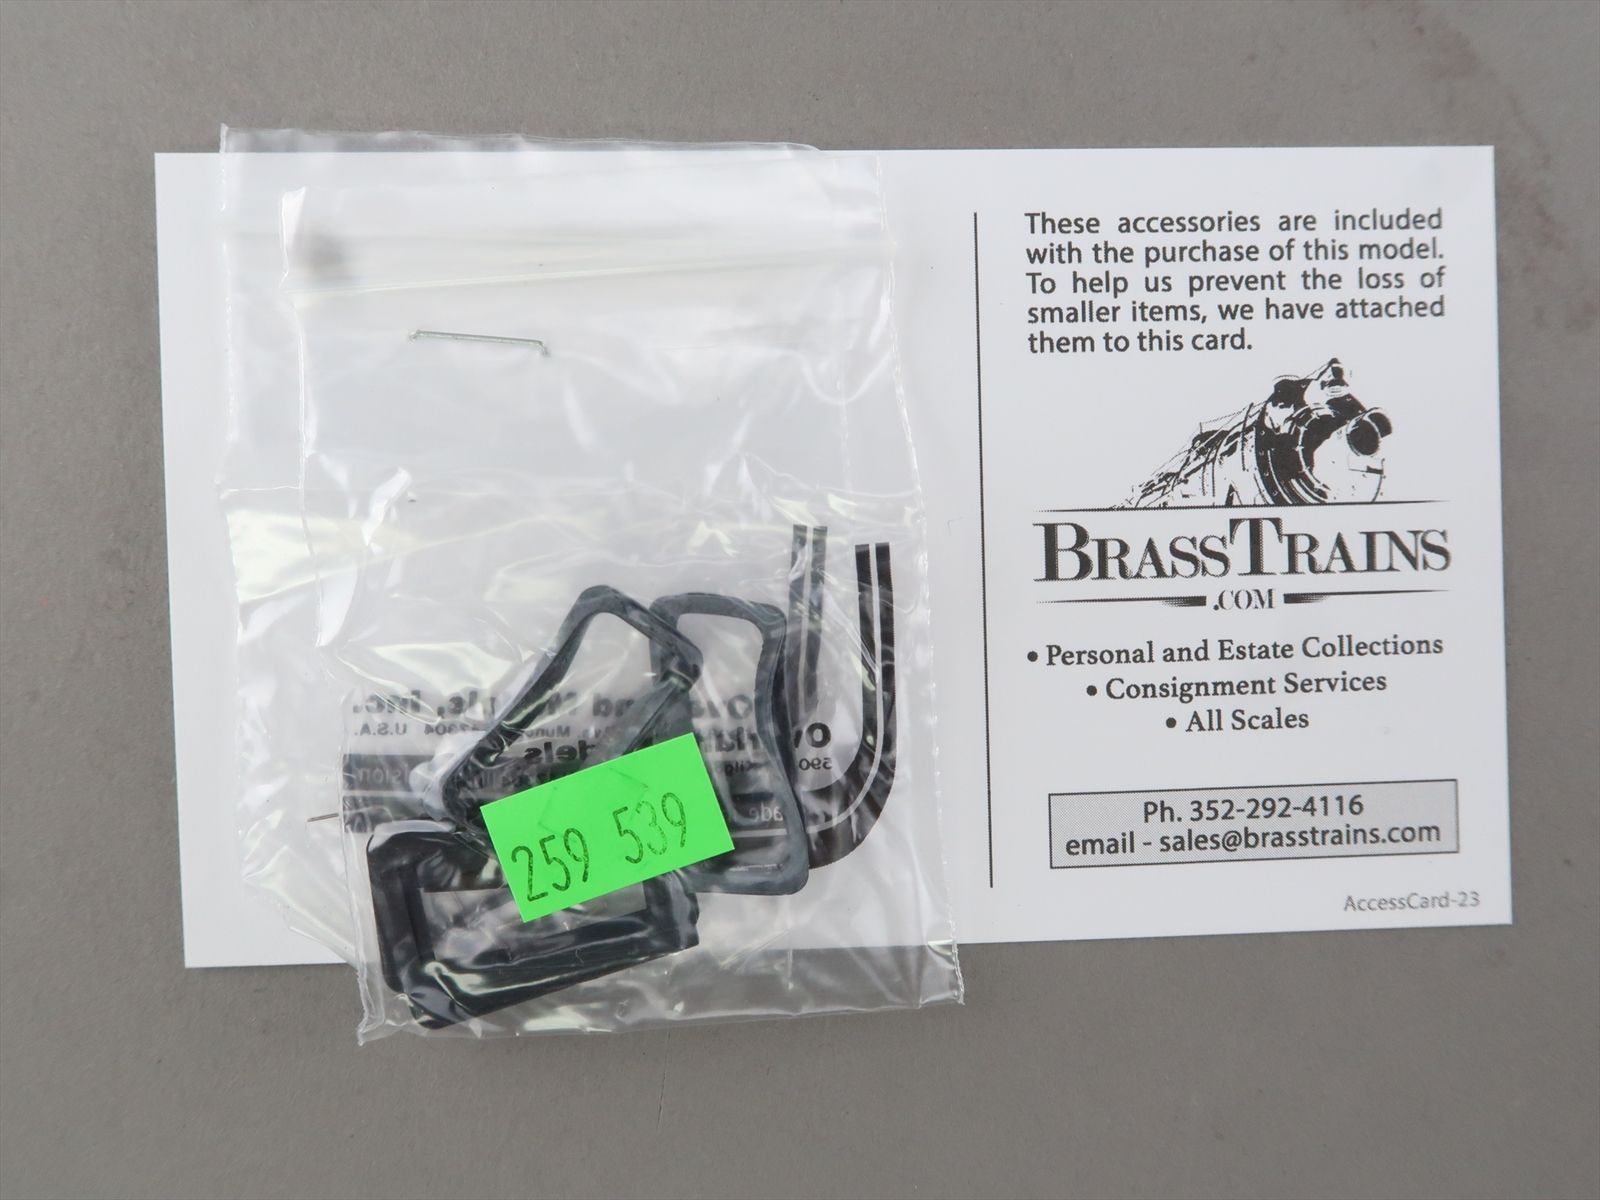 These accessories are included
with the purchase of this model.
To help us prevent the loss of
smaller items, we have attached
them to this card.
BRASSTRAINS
.COM
• Personal and Estate Collections
• Consignment Services
• All Scales
Ph. 352-292-4116
email - sales@brasstrains.com
AccessCard-23
259 539
Inc.
U.S.A.